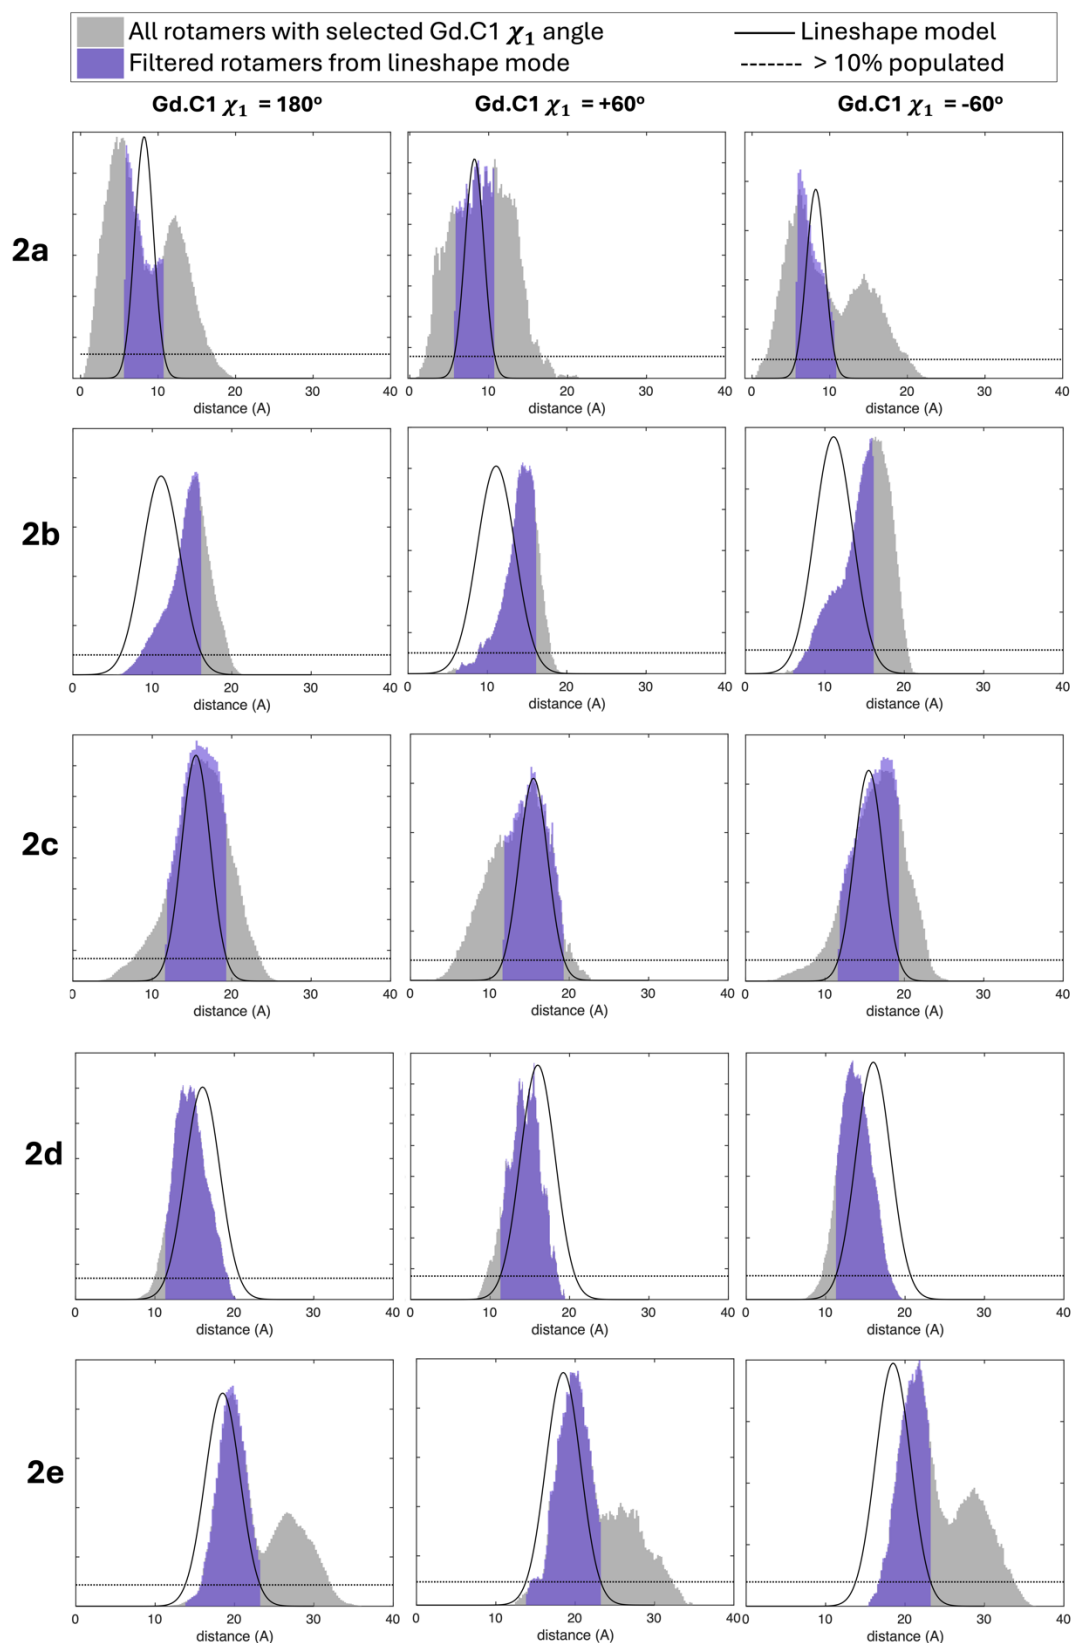 All rotamers with selected Gd.C1 χ₁ angle
Lineshape model
Filtered rotamers from lineshape mode
> 10% populated
Gd.C1 χ₁ = 180º
Gd.C1 χ₁ = +60º
Gd.C1 χ₁ = -60º
2a
0 10 20 30 40
0 10 20 30 40
0 10 20 30 40
distance (A)
distance (A)
distance (A)
2b
0 10 20 30 40
0 10 20 30 40
0 10 20 30 40
distance (A)
distance (A)
distance (A)
2c
0 10 20 30 40
0 10 20 30 40
0 10 20 30 40
distance (A)
distance (A)
distance (A)
2d
0 10 20 30 40
0 10 20 30 40
0 10 20 30 40
distance (A)
distance (A)
distance (A)
2e
0 10 20 30 40
0 10 20 30 40
0 10 20 30 40
distance (A)
distance (A)
distance (A)